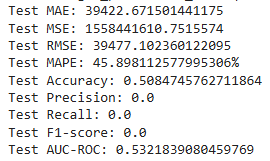 Test MAE: 39422.671501441175
Test MSE: 1558441610.7515574
Test RMSE: 39477.102360122095
Test MAPE: 45.898112577995306%
Test Accuracy: 0.5084745762711864
Test Precision: 0.0
Test Recall: 0.0
Test F1-score: 0.0
Test AUC-ROC: 0.5321839080459769